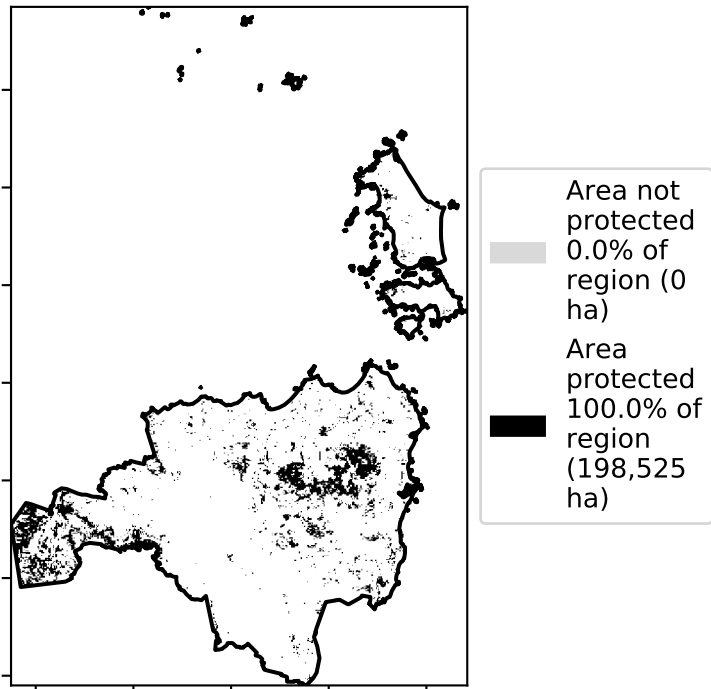 Area not
protected
0.0% of
region (0
ha)
Area
protected
100.0% of
region
(198,525
ha)